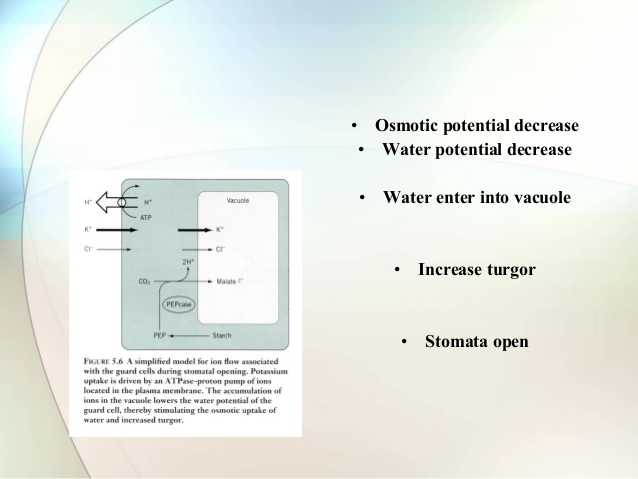 • Osmotic potential decrease
• Water potential decrease
• Water enter into vacuole
• Increase turgor
• Stomata open
H⁺
H⁺
ATP
Vacuole
K⁺
K⁺
Cl⁻
Cl⁻
2H⁺
CO₂
Malate ²⁻
PEPcase
PEP
Starch
FIGURE 5.6 A simplified model for ion flow associated
with the guard cells during stomatal opening. Potassium
uptake is driven by an ATPase-proton pump of ions
located in the plasma membrane. The accumulation of
ions in the vacuole lowers the water potential of the
guard cell, thereby stimulating the osmotic uptake of
water and increased turgor.